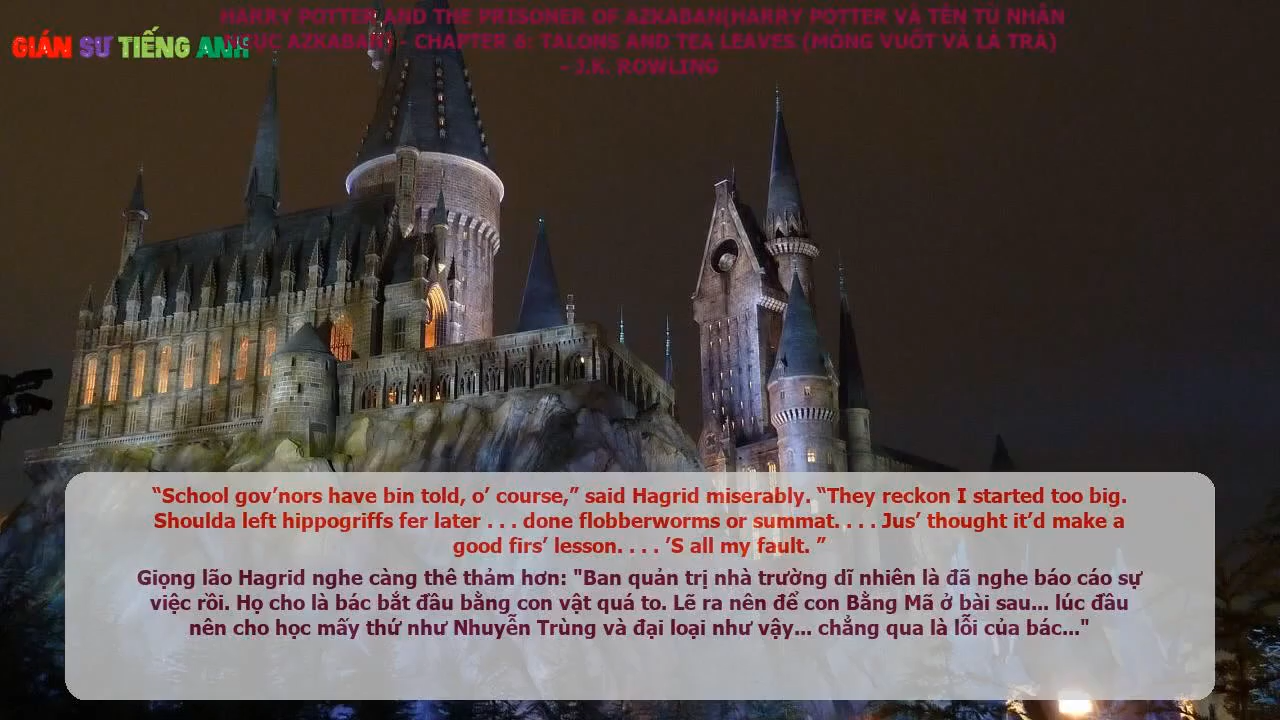 HARRY POTTER AND THE PRISONER OF AZKABAN(HARRY POTTER VÀ TÊN TÙ NHÂN
GIÁN SỨ TIẾNG ANH
NGỤC AZKABAN) - CHAPTER 6: TALONS AND TEA LEAVES (MÓNG VUỐT VÀ LÁ TRÀ)
- J.K. ROWLING
“School gov’nors have bin told, o’ course,” said Hagrid miserably. “They reckon I started too big.
Shoulda left hippogriffs fer later . . . done flobberworms or summat. . . . Jus’ thought it’d make a
good firs’ lesson. . . . ’S all my fault. ”
Giọng lão Hagrid nghe càng thê thảm hơn: "Ban quản trị nhà trường dĩ nhiên là đã nghe báo cáo sự
việc rồi. Họ cho là bác bắt đầu bằng con vật quá to. Lẽ ra nên để con Bằng Mã ở bài sau... lúc đầu
nên cho học mấy thứ như Nhuyễn Trùng và đại loại như vậy... chẳng qua là lỗi của bác..."